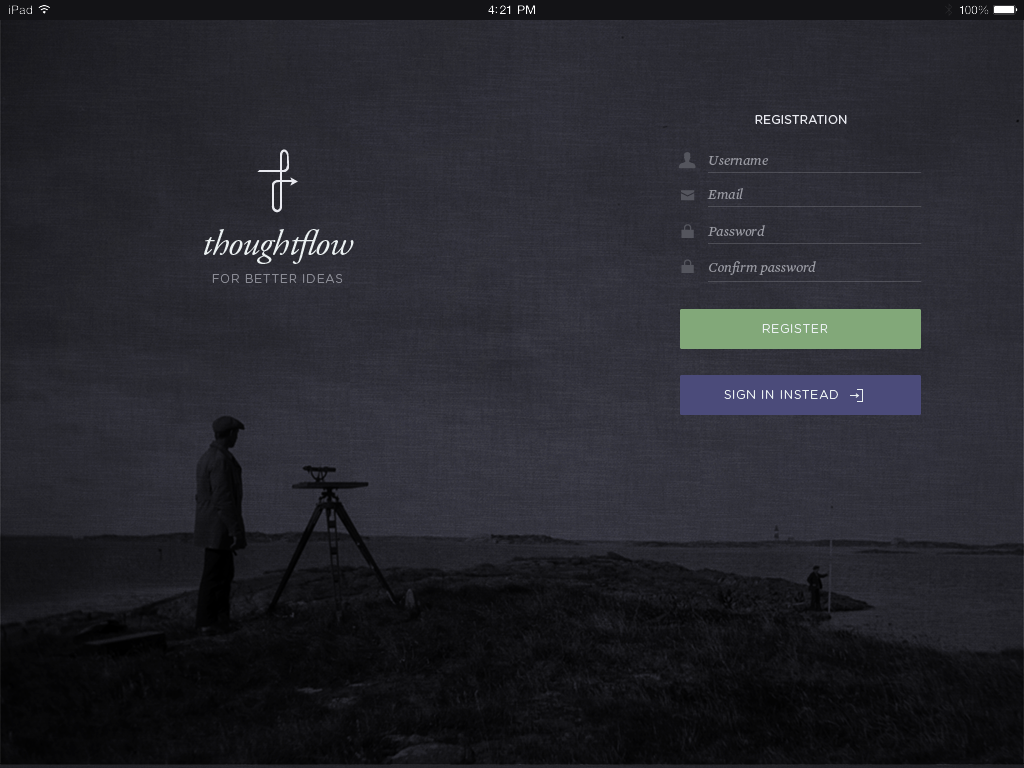 iPad 4:21 PM 100%
thoughtflow
FOR BETTER IDEAS
REGISTRATION
Username
Email
Password
Confirm password
REGISTER
SIGN IN INSTEAD